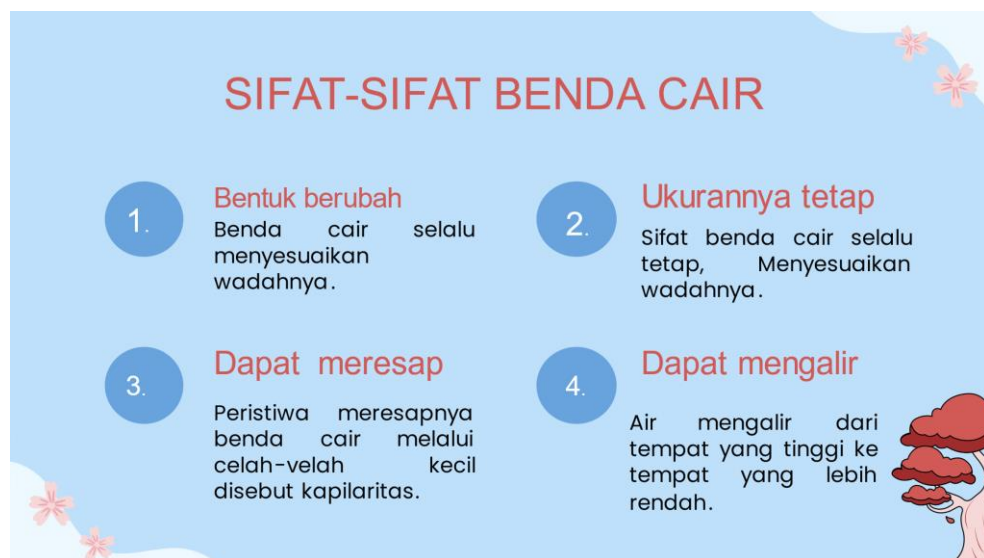 SIFAT-SIFAT BENDA CAIR
1.
Bentuk berubah
Benda cair selalu
menyesuaikan
wadahnya.
2.
Ukurannya tetap
Sifat benda cair selalu
tetap, Menyesuaikan
wadahnya.
3.
Dapat meresap
Peristiwa meresapnya
benda cair melalui
celah-velah kecil
disebut kapilaritas.
4.
Dapat mengalir
Air mengalir dari
tempat yang tinggi ke
tempat yang lebih
rendah.